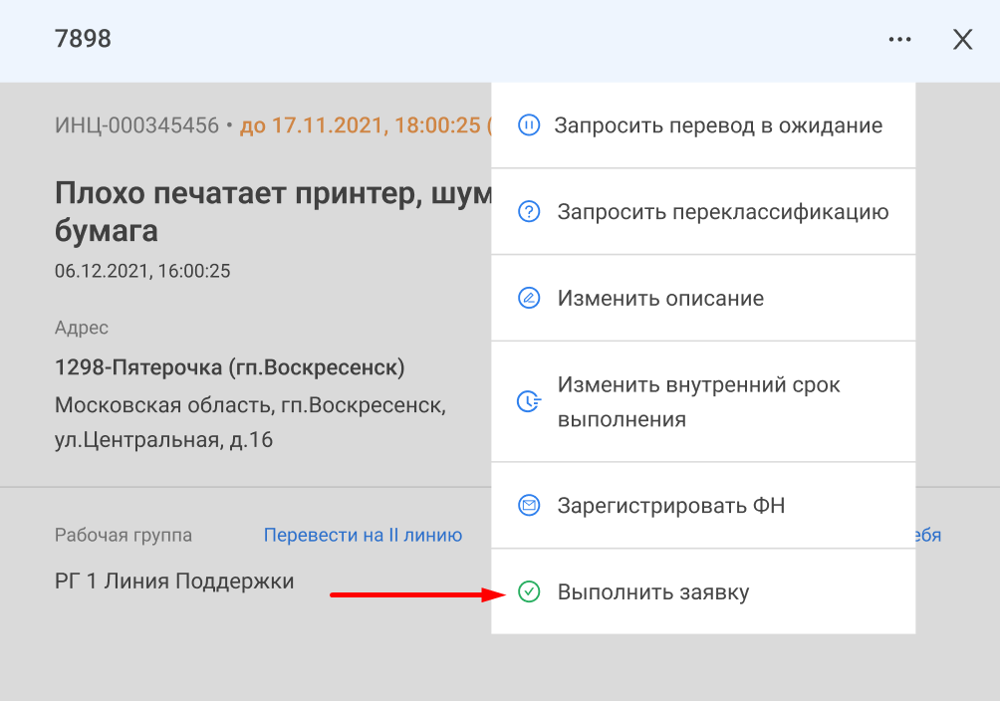 7898
ИНЦ-000345456 • до 17.11.2021, 18:00:25 (
Плохо печатает принтер, шум
бумага
06.12.2021, 16:00:25
Адрес
1298-Пятерочка (гп.Воскресенск)
Московская область, гп.Воскресенск,
ул.Центральная, д.16
Рабочая группа
Перевести на II линию
ебя
РГ 1 Линия Поддержки
Запросить перевод в ожидание
Запросить переклассификацию
Изменить описание
Изменить внутренний срок
выполнения
Зарегистрировать ФН
Выполнить заявку